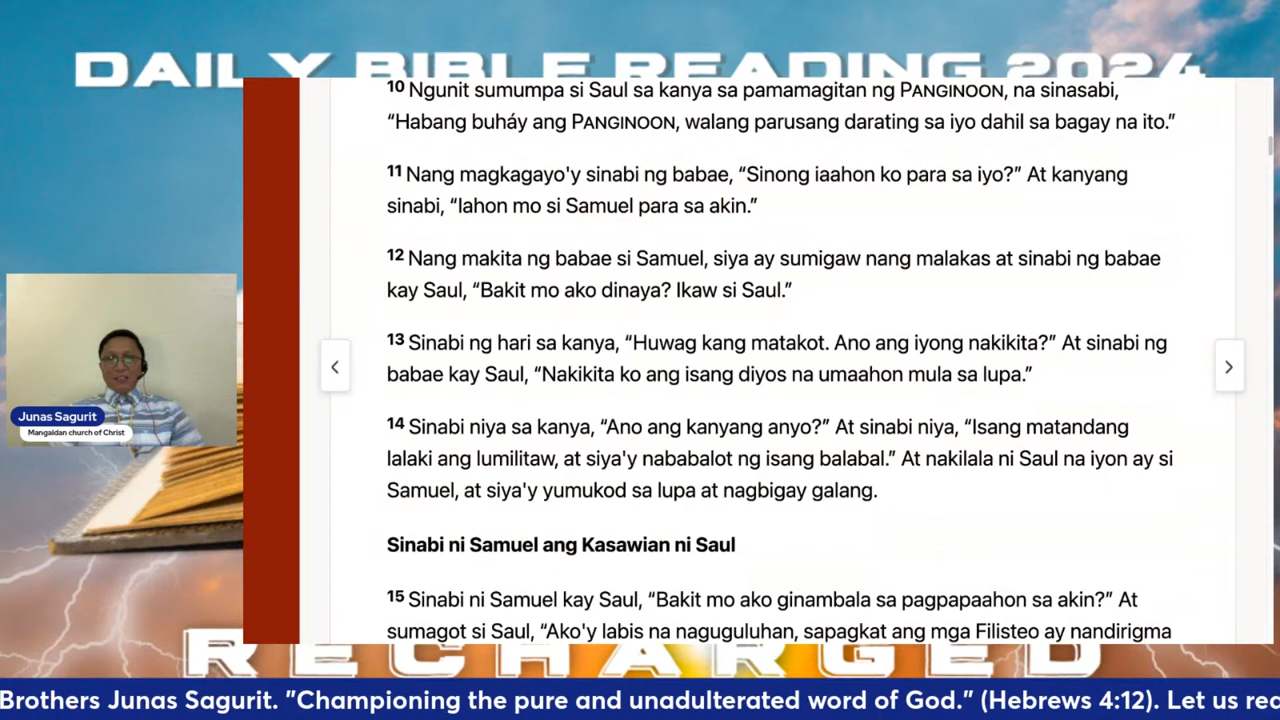 DAILY BIBLE READING 2024
10 Ngunit sumumpa si Saul sa kanya sa pamamagitan ng PANGINOON, na sinasabi,
“Habang buháy ang PANGINOON, walang parusang darating sa iyo dahil sa bagay na ito.”
11 Nang magkagayo'y sinabi ng babae, “Sinong iaahon ko para sa iyo?” At kanyang
sinabi, “Iahon mo si Samuel para sa akin.”
12 Nang makita ng babae si Samuel, siya ay sumigaw nang malakas at sinabi ng babae
kay Saul, “Bakit mo ako dinaya? Ikaw si Saul.”
13 Sinabi ng hari sa kanya, “Huwag kang matakot. Ano ang iyong nakikita?” At sinabi ng
babae kay Saul, “Nakikita ko ang isang diyos na umaahon mula sa lupa.”
14 Sinabi niya sa kanya, “Ano ang kanyang anyo?” At sinabi niya, “Isang matandang
lalaki ang lumilitaw, at siya'y nababalot ng isang balabal.” At nakilala ni Saul na iyon ay si
Samuel, at siya'y yumukod sa lupa at nagbigay galang.
Sinabi ni Samuel ang Kasawian ni Saul
15 Sinabi ni Samuel kay Saul, “Bakit mo ako ginambala sa pagpapaahon sa akin?” At
sumagot si Saul, “Ako'y labis na naguguluhan, sapagkat ang mga Filisteo ay nandirigma
Junas Sagurit
Mangaldan church of Christ
RECHARGED
Brothers Junas Sagurit. "Championing the pure and unadulterated word of God." (Hebrews 4:12). Let us rec